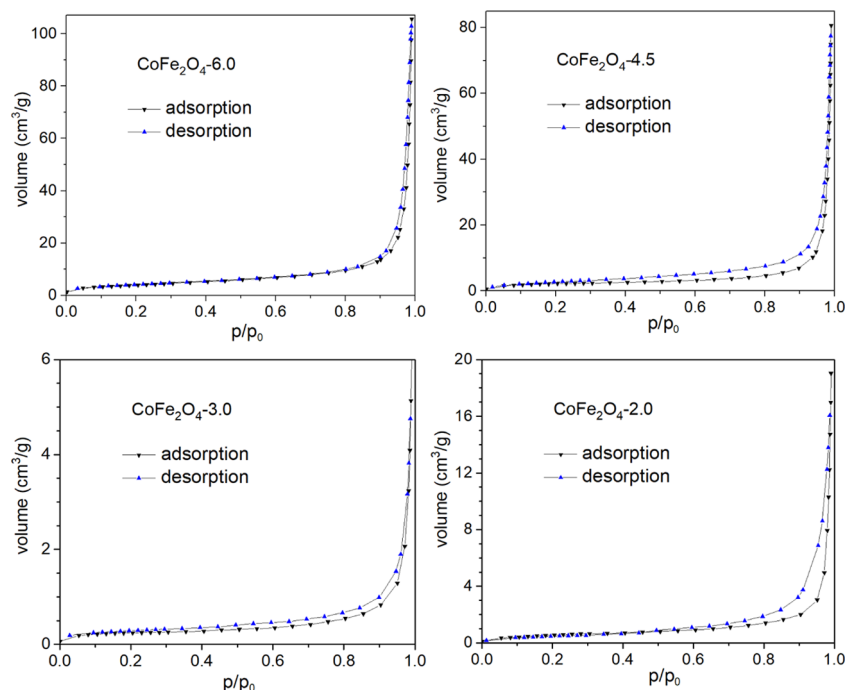 CoFe₂O₄-6.0
adsorption
desorption
volume (cm³/g)
100
80
60
40
20
0
0.0 0.2 0.4 0.6 0.8 1.0
p/p₀
CoFe₂O₄-4.5
adsorption
desorption
volume (cm³/g)
80
60
40
20
0
0.0 0.2 0.4 0.6 0.8 1.0
p/p₀
CoFe₂O₄-3.0
adsorption
desorption
volume (cm³/g)
6
4
2
0
0.0 0.2 0.4 0.6 0.8 1.0
p/p₀
CoFe₂O₄-2.0
adsorption
desorption
volume (cm³/g)
20
16
12
8
4
0
0.0 0.2 0.4 0.6 0.8 1.0
p/p₀